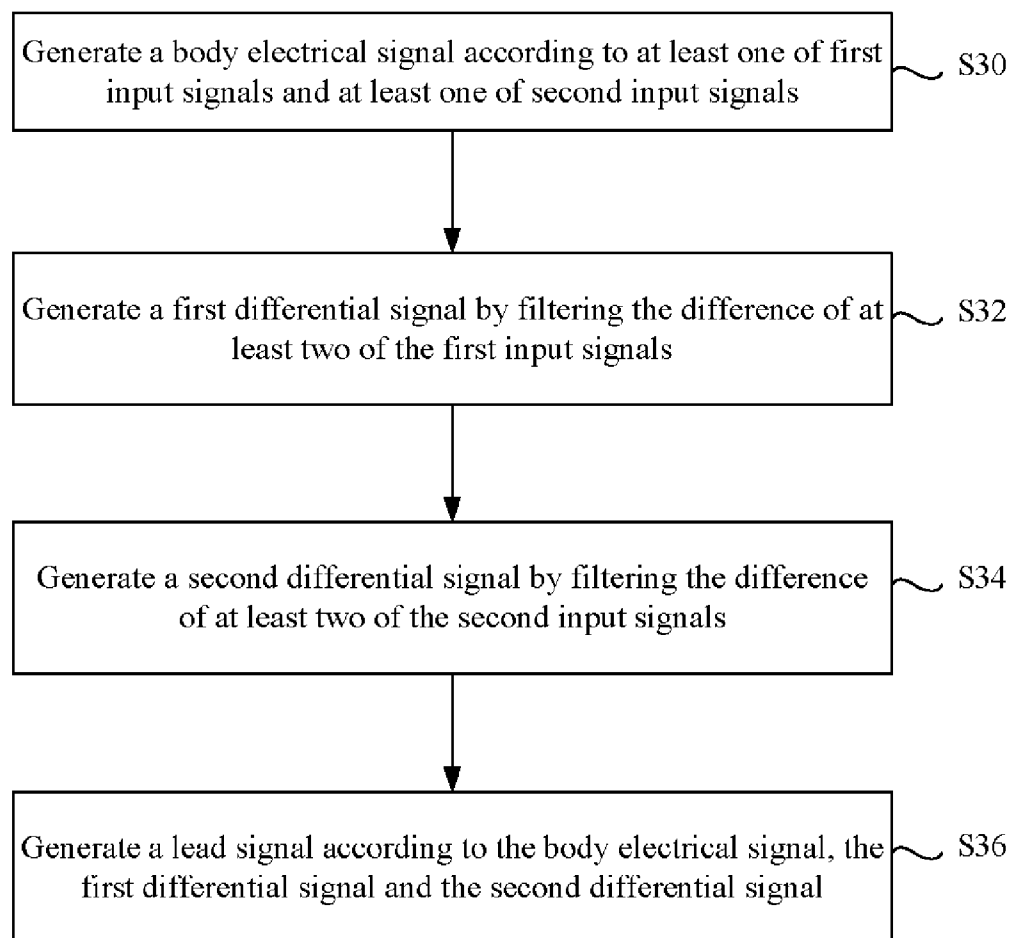 Generate a body electrical signal according to at least one of first
input signals and at least one of second input signals
S30
Generate a first differential signal by filtering the difference of at
least two of the first input signals
S32
Generate a second differential signal by filtering the difference
of at least two of the second input signals
S34
Generate a lead signal according to the body electrical signal, the
first differential signal and the second differential signal
S36